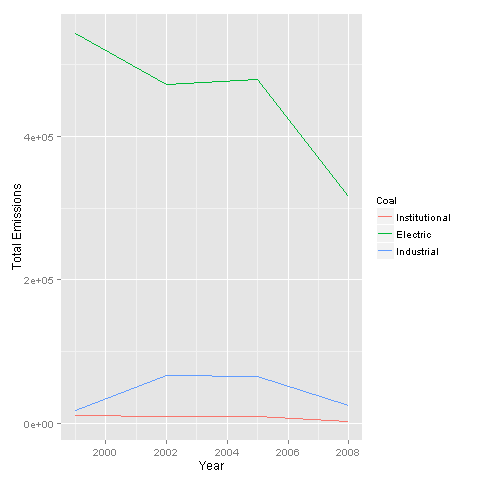 Total Emissions
4e+05
2e+05
0e+00
2000 2002 2004 2006 2008
Year
Coal
Institutional
Electric
Industrial